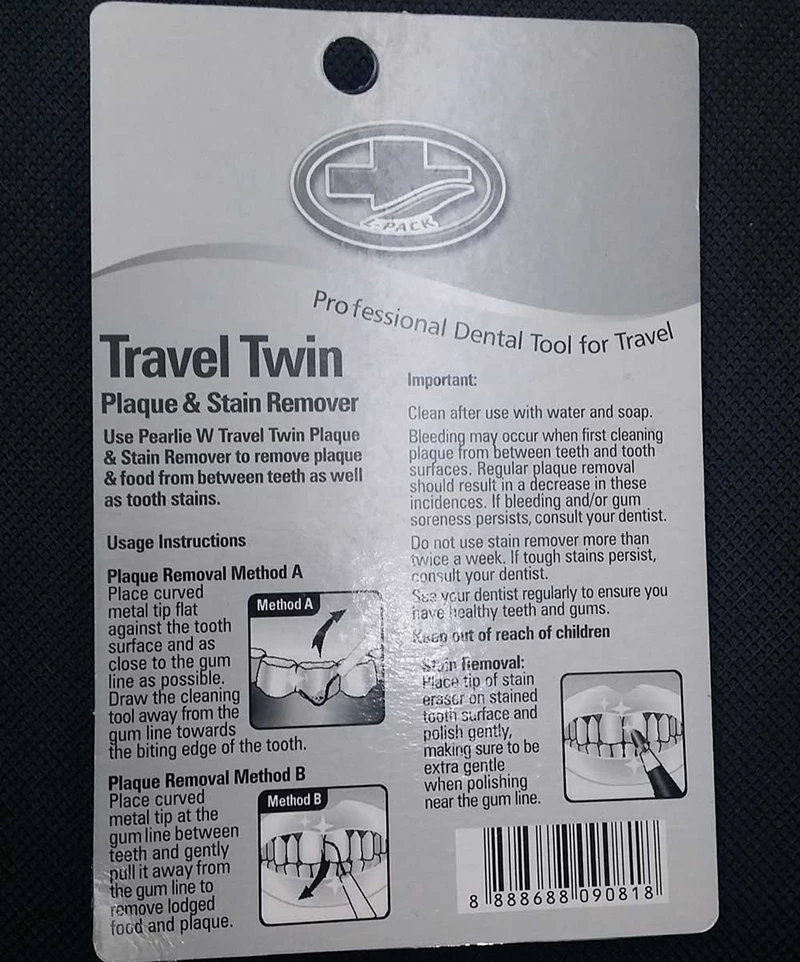 PACK
Professional Dental Tool for Travel
Travel Twin
Plaque & Stain Remover
Use Pearlie W Travel Twin Plaque
& Stain Remover to remove plaque
& food from between teeth as well
as tooth stains.
Usage Instructions
Plaque Removal Method A
Place curved
metal tip flat
against the tooth
surface and as
close to the gum
line as possible.
Draw the cleaning
tool away from the
gum line towards
the biting edge of the tooth.
Method A
Plaque Removal Method B
Place curved
metal tip at the
gum line between
teeth and gently
pull it away from
the gum line to
remove lodged
food and plaque.
Method B
Important:
Clean after use with water and soap.
Bleeding may occur when first cleaning
plaque from between teeth and tooth
surfaces. Regular plaque removal
should result in a decrease in these
incidences. If bleeding and/or gum
soreness persists, consult your dentist.
Do not use stain remover more than
twice a week. If tough stains persist,
consult your dentist.
See your dentist regularly to ensure you
have healthy teeth and gums.
Keep out of reach of children
Stain Removal:
Place tip of stain
eraser on stained
tooth surface and
polish gently,
making sure to be
extra gentle
when polishing
near the gum line.
8 888688 090818